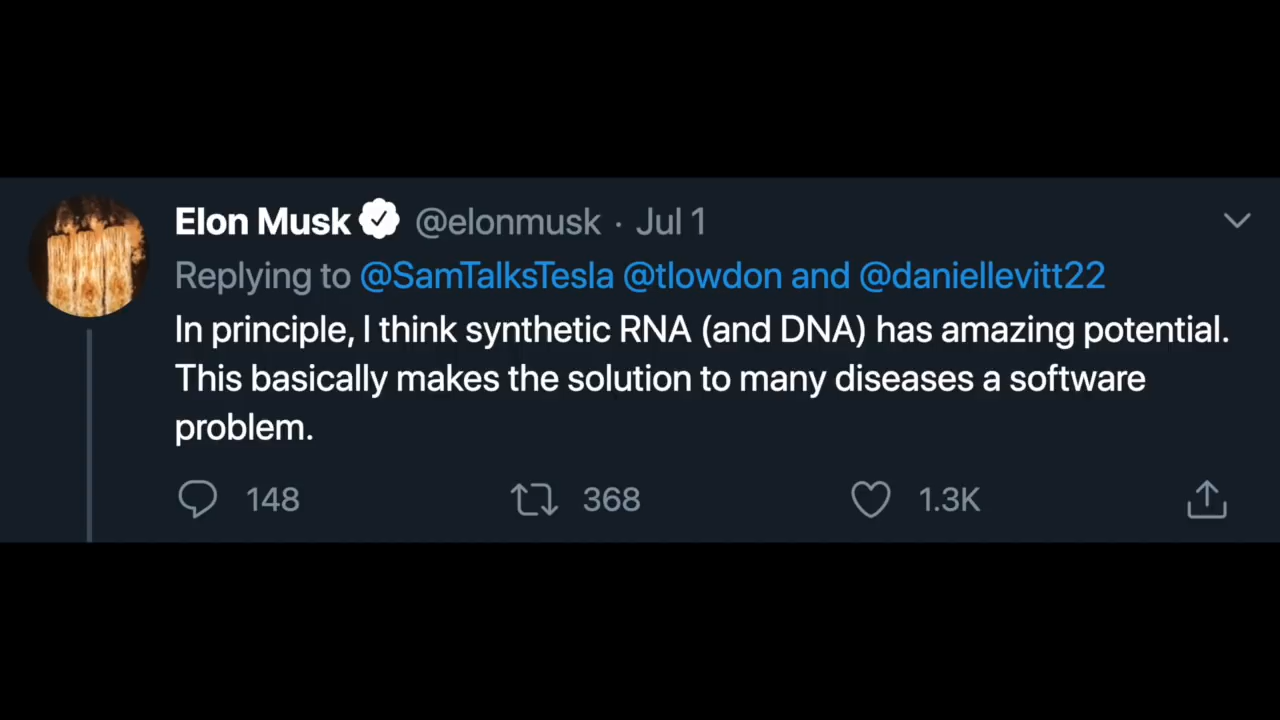 Elon Musk @elonmusk · Jul 1
Replying to @SamTalksTesla @tlowdon and @daniellevitt22
In principle, I think synthetic RNA (and DNA) has amazing potential.
This basically makes the solution to many diseases a software
problem.
148 368 1.3K